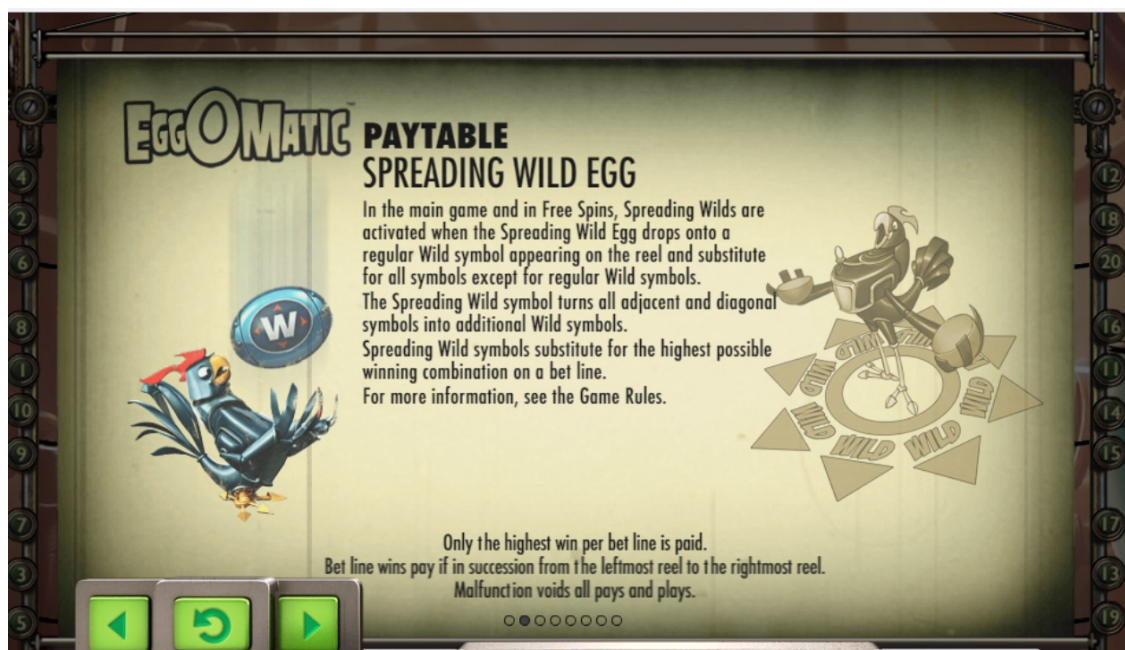 EGGOMATIC™
PAYTABLE
SPREADING WILD EGG
In the main game and in Free Spins, Spreading Wilds are
activated when the Spreading Wild Egg drops onto a
regular Wild symbol appearing on the reel and substitute
for all symbols except for regular Wild symbols.
The Spreading Wild symbol turns all adjacent and diagonal
symbols into additional Wild symbols.
Spreading Wild symbols substitute for the highest possible
winning combination on a bet line.
For more information, see the Game Rules.
W
WILD
WILD
WILD
WILD
WILD
WILD
WILD
Only the highest win per bet line is paid.
Bet line wins pay if in succession from the leftmost reel to the rightmost reel.
Malfunction voids all pays and plays.
4
2
6
8
1
10
9
7
3
5
12
18
20
16
11
14
15
17
13
19